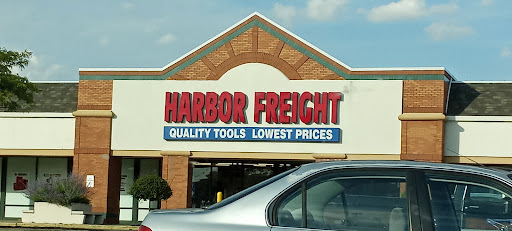 HARBOR FREIGHT
QUALITY TOOLS LOWEST PRICES